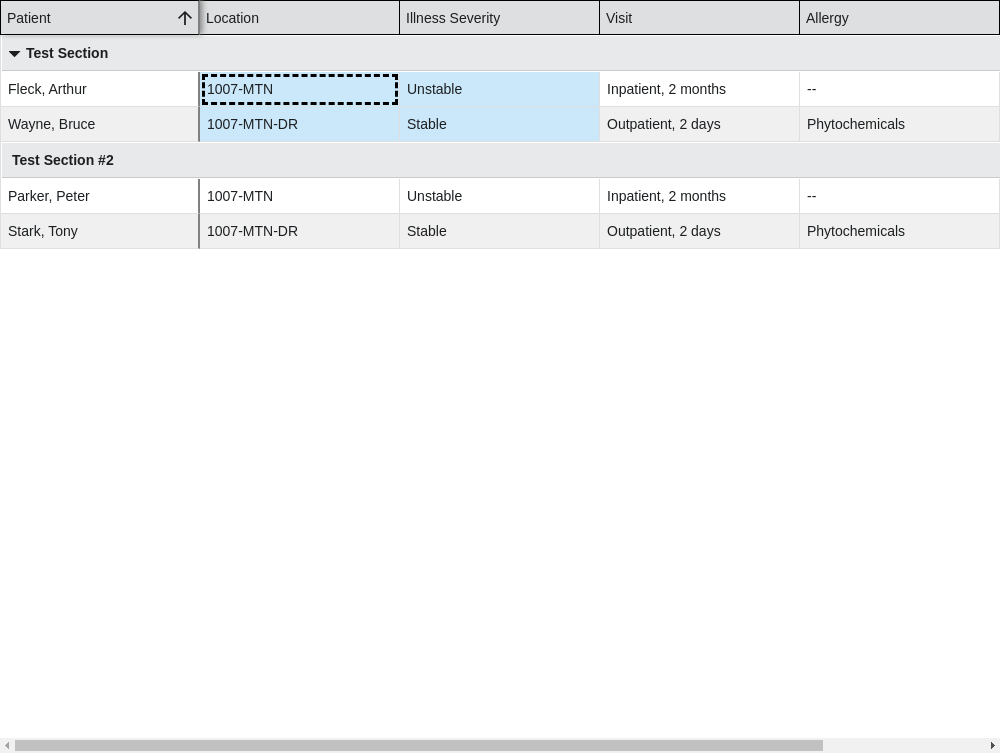 Patient Location Illness Severity Visit Allergy
Test Section
Fleck, Arthur 1007-MTN Unstable Inpatient, 2 months --
Wayne, Bruce 1007-MTN-DR Stable Outpatient, 2 days Phytochemicals
Test Section #2
Parker, Peter 1007-MTN Unstable Inpatient, 2 months --
Stark, Tony 1007-MTN-DR Stable Outpatient, 2 days Phytochemicals